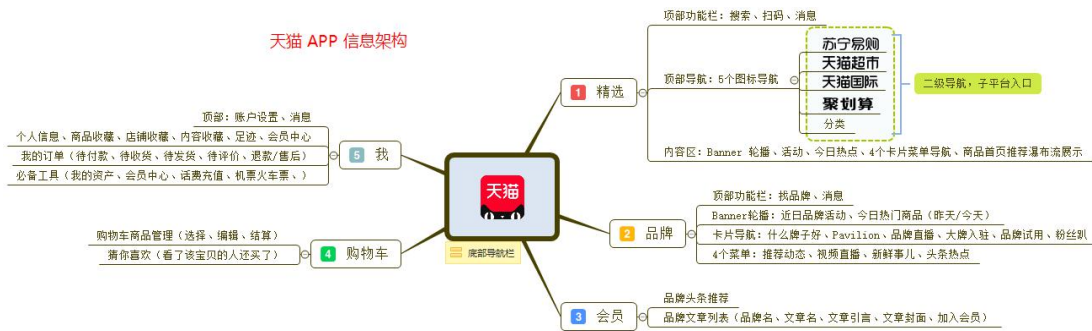 天猫 APP 信息架构
天猫
底部导航栏
1 精选
顶部功能栏：搜索、扫码、消息
顶部导航：5个图标导航
苏宁易购
天猫超市
天猫国际
聚划算
分类
二级导航，子平台入口
内容区：Banner 轮播、活动、今日热点、4个卡片菜单导航、商品首页推荐瀑布流展示
2 品牌
顶部功能栏：找品牌、消息
Banner轮播：近日品牌活动、今日热门商品（昨天/今天）
卡片导航：什么牌子好、Pavilion、品牌直播、大牌入驻、品牌试用、粉丝趴
4个菜单：推荐动态、视频直播、新鲜事儿、头条热点
3 会员
品牌头条推荐
品牌文章列表（品牌名、文章名、文章引言、文章封面、加入会员）
4 购物车
购物车商品管理（选择、编辑、结算）
猜你喜欢（看了该宝贝的人还买了）
5 我
顶部：账户设置、消息
个人信息、商品收藏、店铺收藏、内容收藏、足迹、会员中心
我的订单（待付款、待收货、待发货、待评价、退款/售后）
必备工具（我的资产、会员中心、话费充值、机票火车票、）